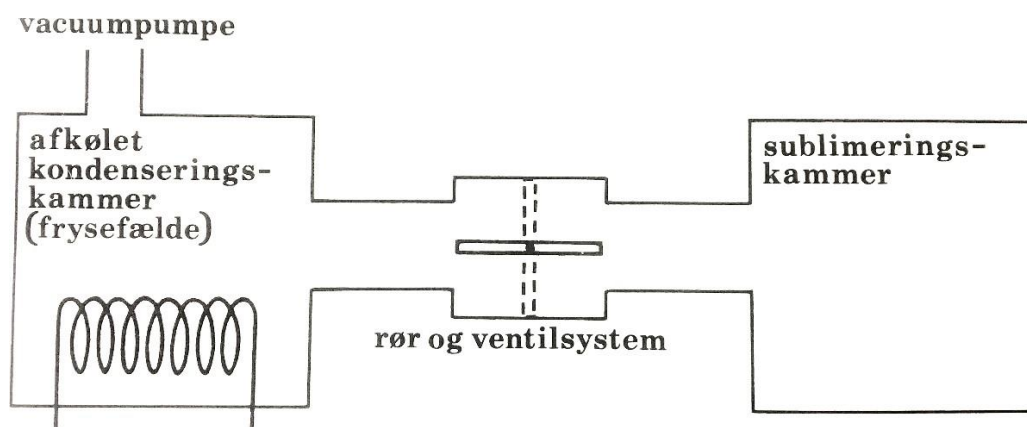 vacuumpumpe
afkølet
kondenserings-
kammer
(frysefælde)
sublimerings-
kammer
rør og ventilsystem